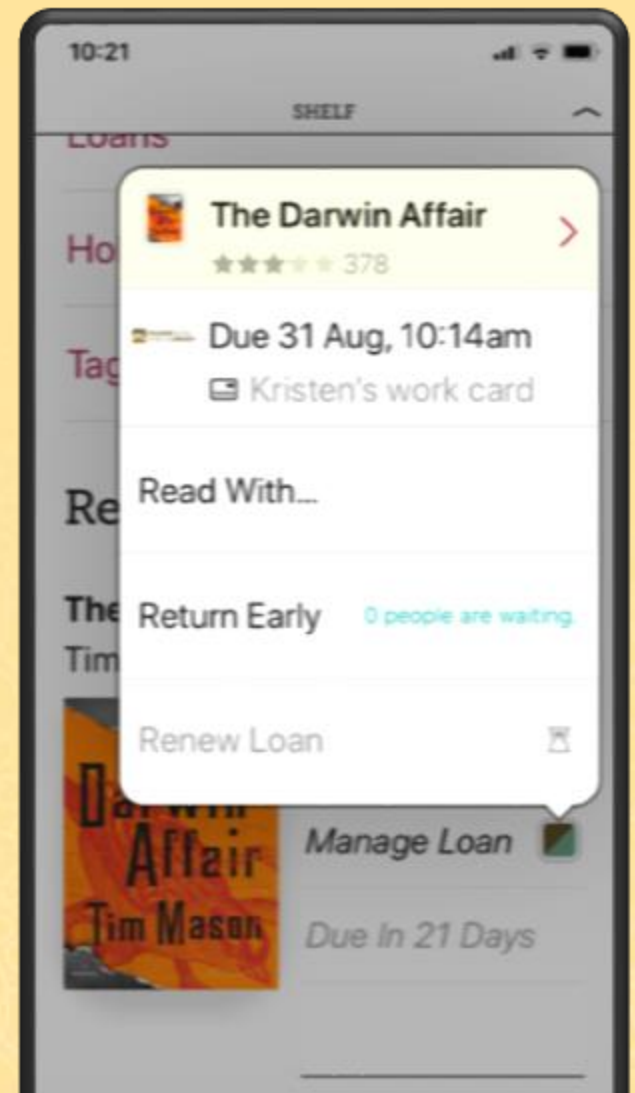 10:21
SHELF
Loans
Ho
The Darwin Affair
378
Due 31 Aug, 10:14am
Tag
Kristen's work card
Read With...
Re
The
Return Early 0 people are waiting.
Tim
Renew Loan
Darwin
Affair
Tim Mason
Manage Loan
Due In 21 Days